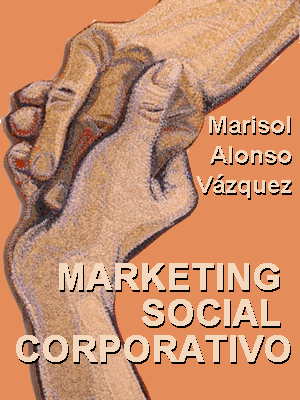 Marisol
Alonso
Vázquez
MARKETING
SOCIAL
CORPORATIVO